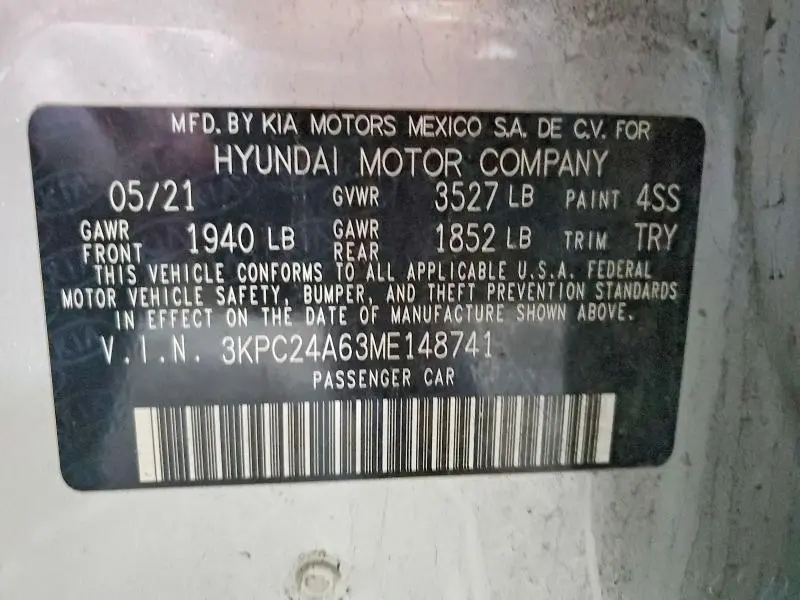 MFD. BY KIA MOTORS MEXICO S.A. DE C.V. FOR
HYUNDAI MOTOR COMPANY
05/21 GVWR 3527 LB PAINT 4SS
GAWR FRONT 1940 LB GAWR REAR 1852 LB TRIM TRY
THIS VEHICLE CONFORMS TO ALL APPLICABLE U.S.A. FEDERAL
MOTOR VEHICLE SAFETY, BUMPER, AND THEFT PREVENTION STANDARDS
IN EFFECT ON THE DATE OF MANUFACTURE SHOWN ABOVE.
V.I.N. 3KPC24A63ME148741
PASSENGER CAR